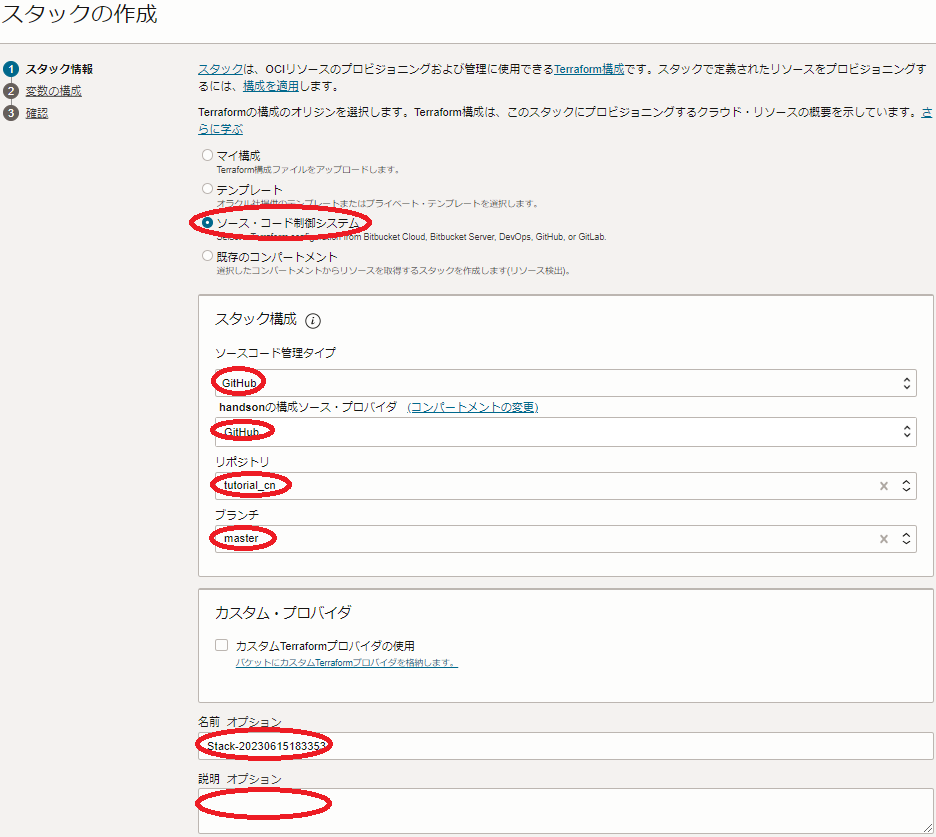 スタックの作成
1 スタック情報
2 変数の構成
3 確認
スタックは、OCIリソースのプロビジョニングおよび管理に使用できるTerraform構成です。スタックで定義されたリソースをプロビジョニングす
るには、構成を適用します。
Terraformの構成のオリジンを選択します。Terraform構成は、このスタックにプロビジョニングするクラウド・リソースの概要を示しています。さ
らに学ぶ
マイ構成
Terraform構成ファイルをアップロードします。
テンプレート
オラクル社提供のテンプレートまたはプライベート・テンプレートを選択します。
ソース・コード制御システム
Select a Terraform configuration from Bitbucket Cloud, Bitbucket Server, DevOps, GitHub, or GitLab.
既存のコンパートメント
選択したコンパートメントからリソースを取得するスタックを作成します(リソース検出)。
スタック構成 i
ソースコード管理タイプ
GitHub
handsonの構成ソース・プロバイダ (コンパートメントの変更)
GitHub
リポジトリ
tutorial_cn
ブランチ
master
カスタム・プロバイダ
カスタムTerraformプロバイダの使用
バケットにカスタムTerraformプロバイダを格納します。
名前 オプション
Stack-20230615183353
説明 オプション